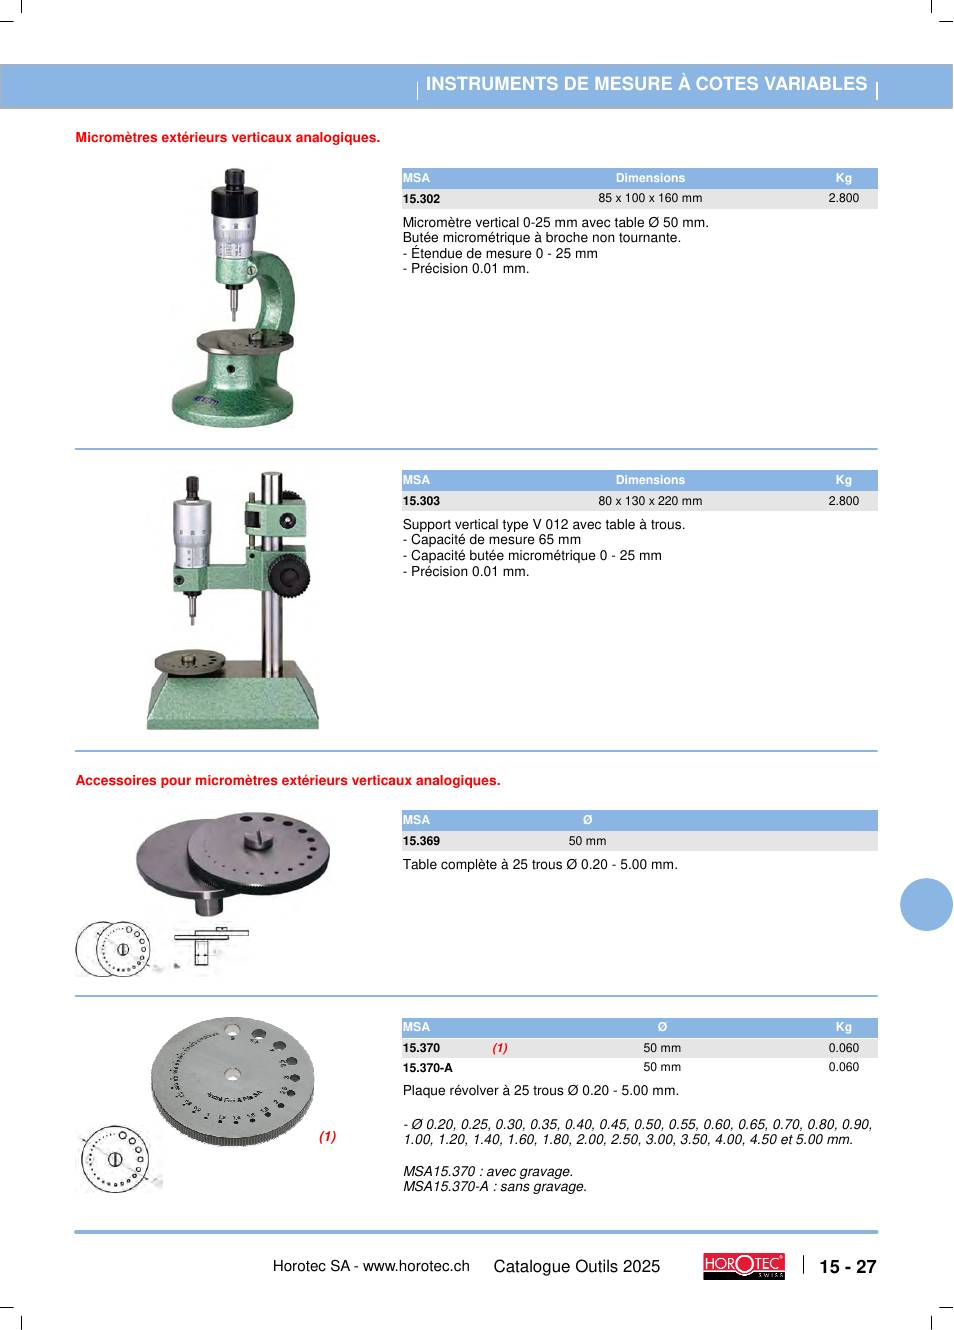 INSTRUMENTS DE MESURE À COTES VARIABLES
Micromètres extérieurs verticaux analogiques.
MSA Dimensions Kg
15.302 85 x 100 x 160 mm 2.800
Micromètre vertical 0-25 mm avec table Ø 50 mm.
Butée micrométrique à broche non tournante.
- Étendue de mesure 0 - 25 mm
- Précision 0.01 mm.
MSA Dimensions Kg
15.303 80 x 130 x 220 mm 2.800
Support vertical type V 012 avec table à trous.
- Capacité de mesure 65 mm
- Capacité butée micrométrique 0 - 25 mm
- Précision 0.01 mm.
Accessoires pour micromètres extérieurs verticaux analogiques.
MSA Ø
15.369 50 mm
Table complète à 25 trous Ø 0.20 - 5.00 mm.
MSA Ø Kg
15.370 (1) 50 mm 0.060
15.370-A 50 mm 0.060
Plaque révolver à 25 trous Ø 0.20 - 5.00 mm.
- Ø 0.20, 0.25, 0.30, 0.35, 0.40, 0.45, 0.50, 0.55, 0.60, 0.65, 0.70, 0.80, 0.90,
1.00, 1.20, 1.40, 1.60, 1.80, 2.00, 2.50, 3.00, 3.50, 4.00, 4.50 et 5.00 mm.
(1)
MSA15.370 : avec gravage.
MSA15.370-A : sans gravage.
Horotec SA - www.horotec.ch Catalogue Outils 2025 HOROTEC SWISS 15 - 27